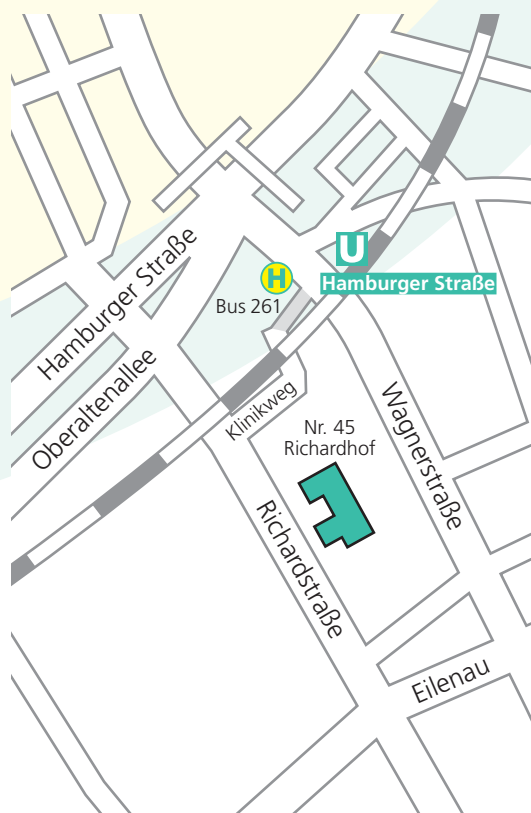 Hamburger Straße
U
Hamburger Straße
H
Bus 261
Oberaltenallee
Klinikweg
Wagnerstraße
Nr. 45
Richardhof
Richardstraße
Eilenau